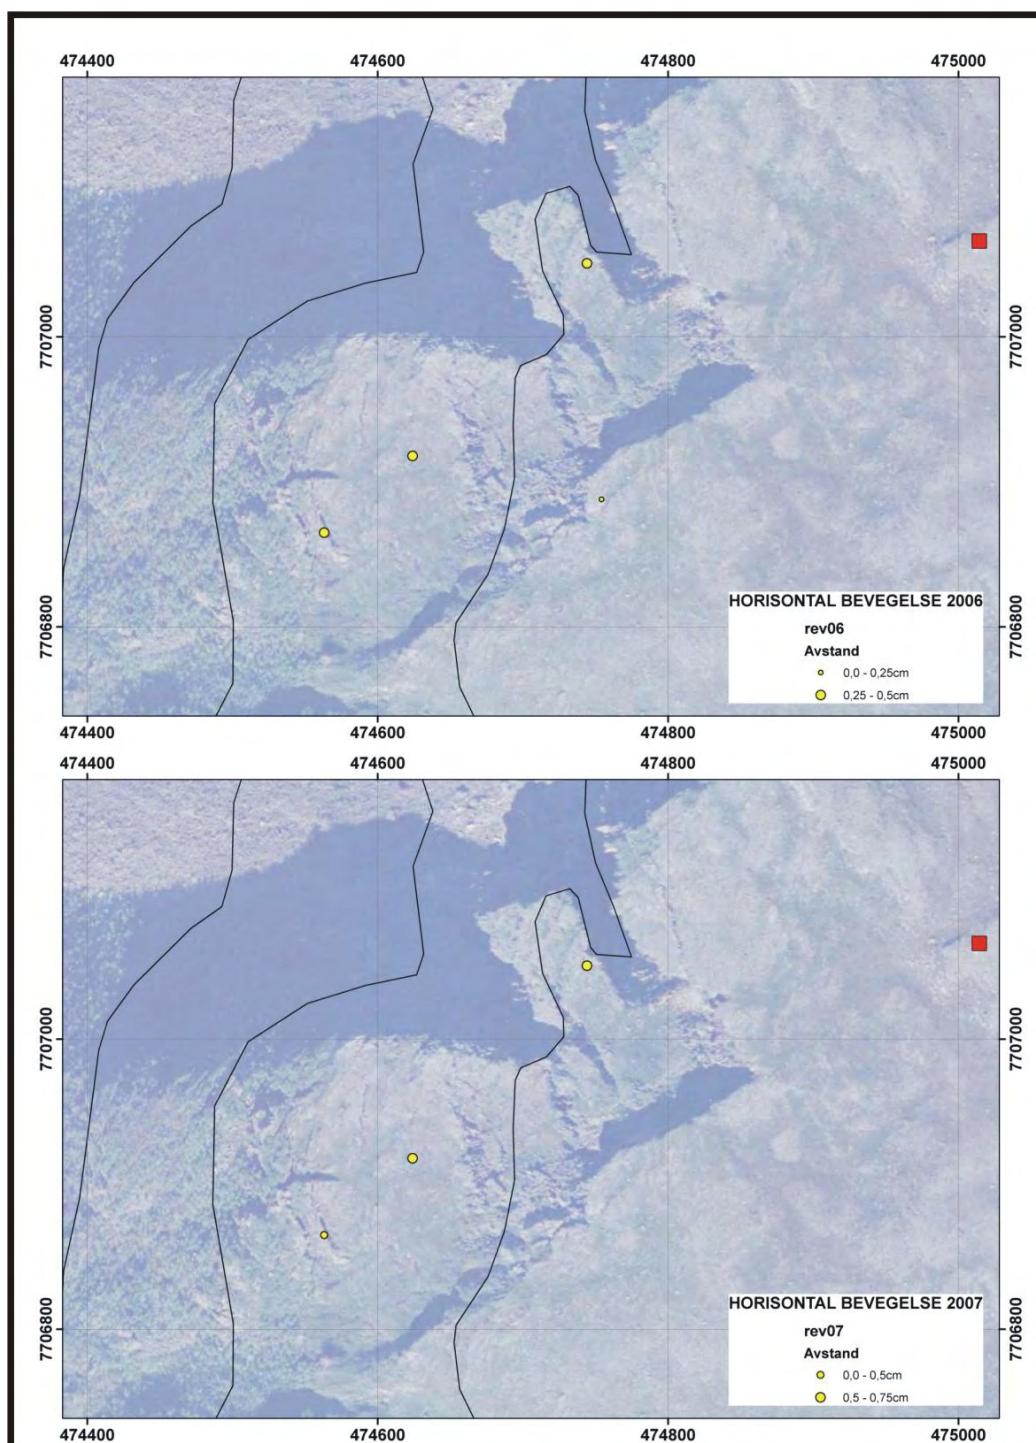 474400 474600 474800 475000
7707000 7707000
7706800 7706800
HORISONTAL BEVEGELSE 2006
rev06
Avstand
0,0 - 0,25cm
0,25 - 0,5cm
474400 474600 474800 475000
474400 474600 474800 475000
7707000 7707000
7706800 7706800
HORISONTAL BEVEGELSE 2007
rev07
Avstand
0,0 - 0,5cm
0,5 - 0,75cm
474400 474600 474800 475000